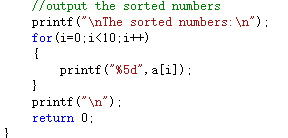 //output the sorted numbers
printf("\nThe sorted numbers:\n");
for(i=0;i<10;i++)
{
printf("%5d",a[i]);
}
printf("\n");
return 0;
}